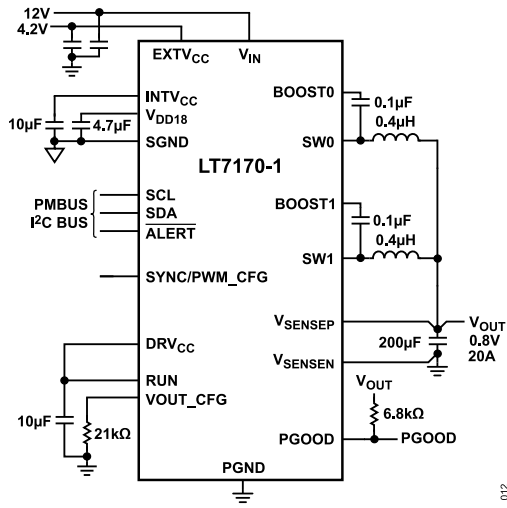 12V
4.2V
EXTVCC
VIN
INTVCC
VDD18
10µF
4.7µF
SGND
LT7170-1
BOOST0
0.1µF
0.4µH
SW0
PMBUS
I2C BUS
SCL
SDA
ALERT
BOOST1
0.1µF
0.4µH
SW1
SYNC/PWM_CFG
VSENSEP
VOUT
0.8V
20A
200µF
VSENSEN
DRVCC
RUN
VOUT_CFG
10µF
21kΩ
VOUT
6.8kΩ
PGOOD
PGOOD
PGND
012